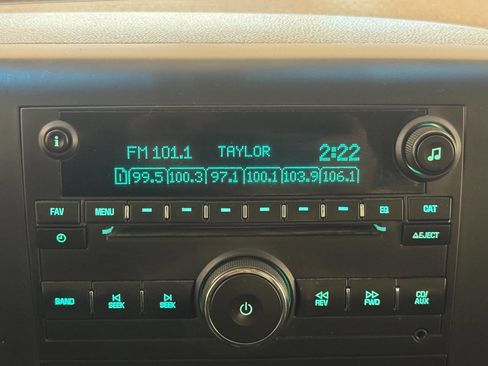 i
FM 101.1 TAYLOR 2:22
1 99.5 100.3 97.1 100.1 103.9 106.1
FAV MENU EQ CAT
EJECT
BAND SEEK SEEK REV FWD CD/AUX